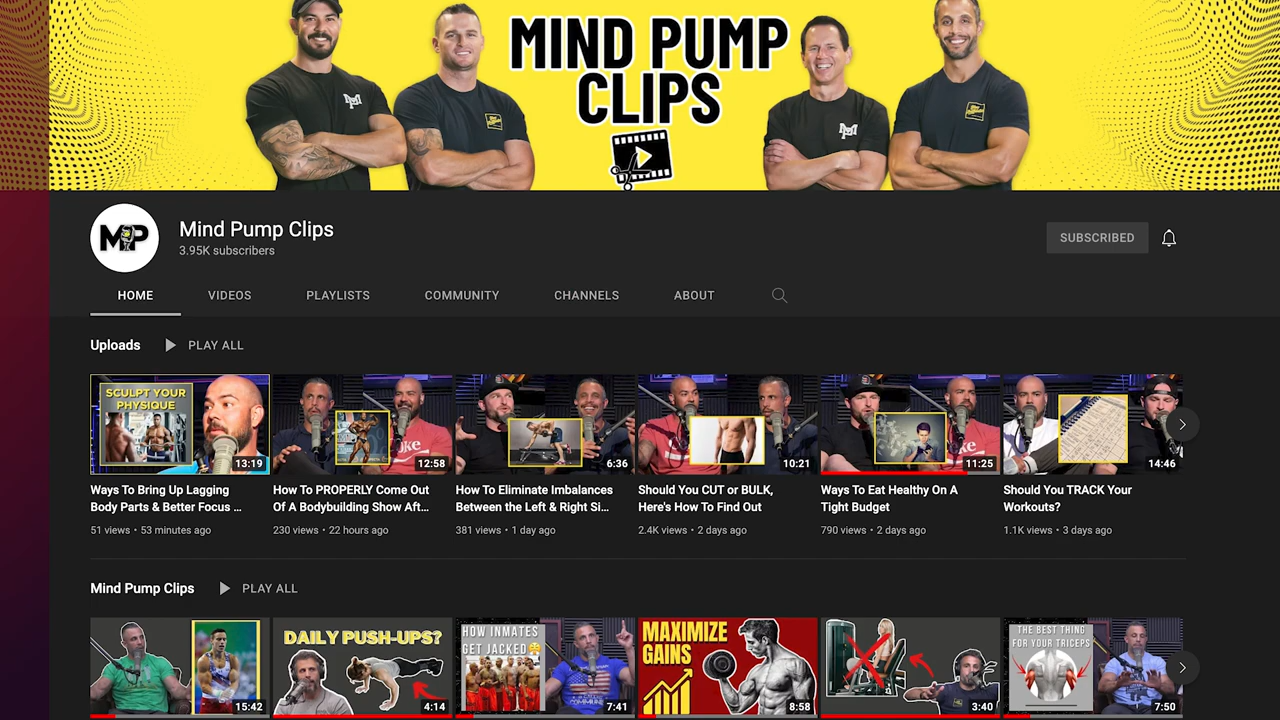 MIND PUMP
CLIPS
MP
Mind Pump Clips
3.95K subscribers
SUBSCRIBED
HOME
VIDEOS
PLAYLISTS
COMMUNITY
CHANNELS
ABOUT
Uploads
PLAY ALL
SCULPT YOUR
PHYSIQUE
13:19
12:58
6:36
10:21
11:25
14:46
Ways To Bring Up Lagging
Body Parts & Better Focus ...
51 views • 53 minutes ago
How To PROPERLY Come Out
Of A Bodybuilding Show Aft...
230 views • 22 hours ago
How To Eliminate Imbalances
Between the Left & Right Si...
381 views • 1 day ago
Should You CUT or BULK,
Here's How To Find Out
2.4K views • 2 days ago
Ways To Eat Healthy On A
Tight Budget
790 views • 2 days ago
Should You TRACK Your
Workouts?
1.1K views • 3 days ago
Mind Pump Clips
PLAY ALL
15:42
DAILY PUSH-UPS?
4:14
HOW INMATES
GET JACKED
7:41
MAXIMIZE
GAINS
8:58
3:40
THE BEST THING
FOR YOUR TRICEPS
7:50